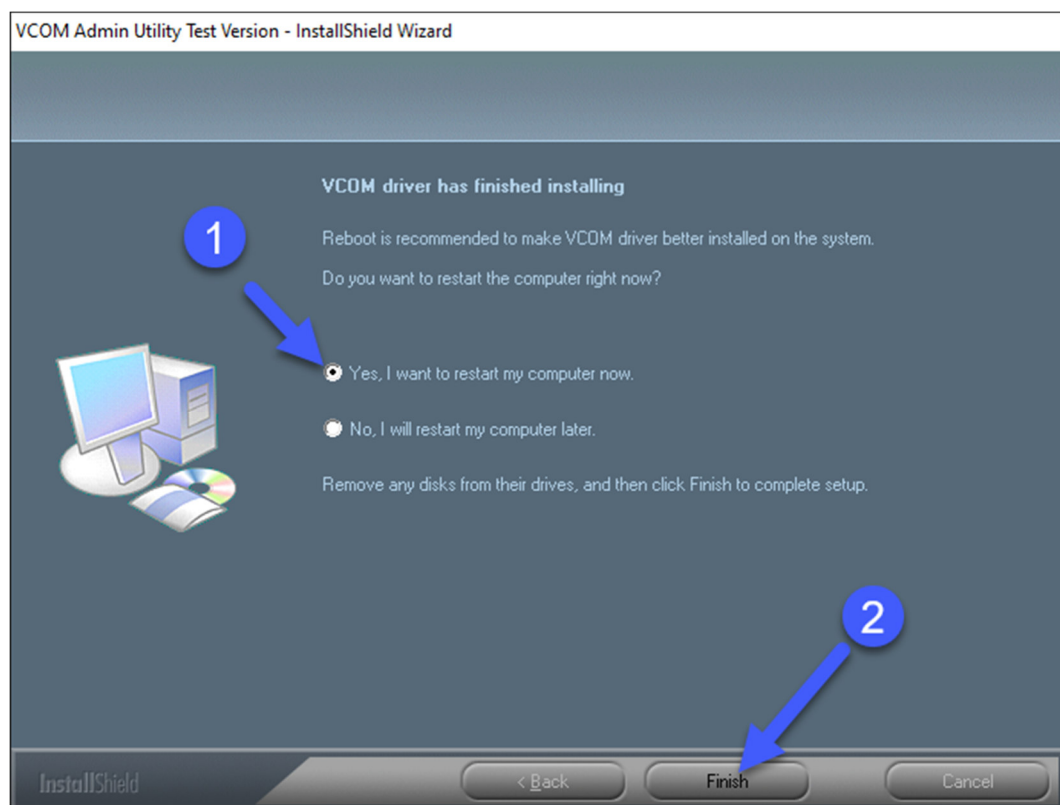 VCOM Admin Utility Test Version - InstallShield Wizard
VCOM driver has finished installing
1
Reboot is recommended to make VCOM driver better installed on the system.
Do you want to restart the computer right now?
Yes, I want to restart my computer now.
No, I will restart my computer later.
Remove any disks from their drives, and then click Finish to complete setup.
2
InstallShield
< Back
Finish
Cancel